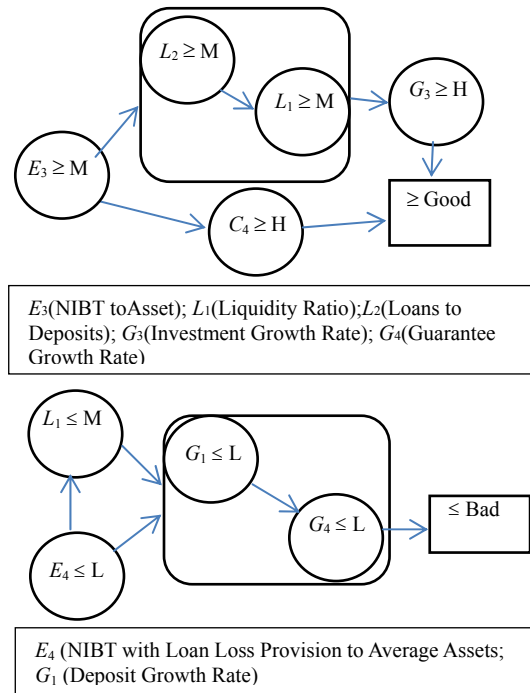 L2 ≥ M
L1 ≥ M
G3 ≥ H
E3 ≥ M
C4 ≥ H
≥ Good
E3(NIBT toAsset); L1(Liquidity Ratio);L2(Loans to
Deposits); G3(Investment Growth Rate); G4(Guarantee
Growth Rate)
L1 ≤ M
G1 ≤ L
G4 ≤ L
≤ Bad
E4 ≤ L
E4 (NIBT with Loan Loss Provision to Average Assets;
G1 (Deposit Growth Rate)